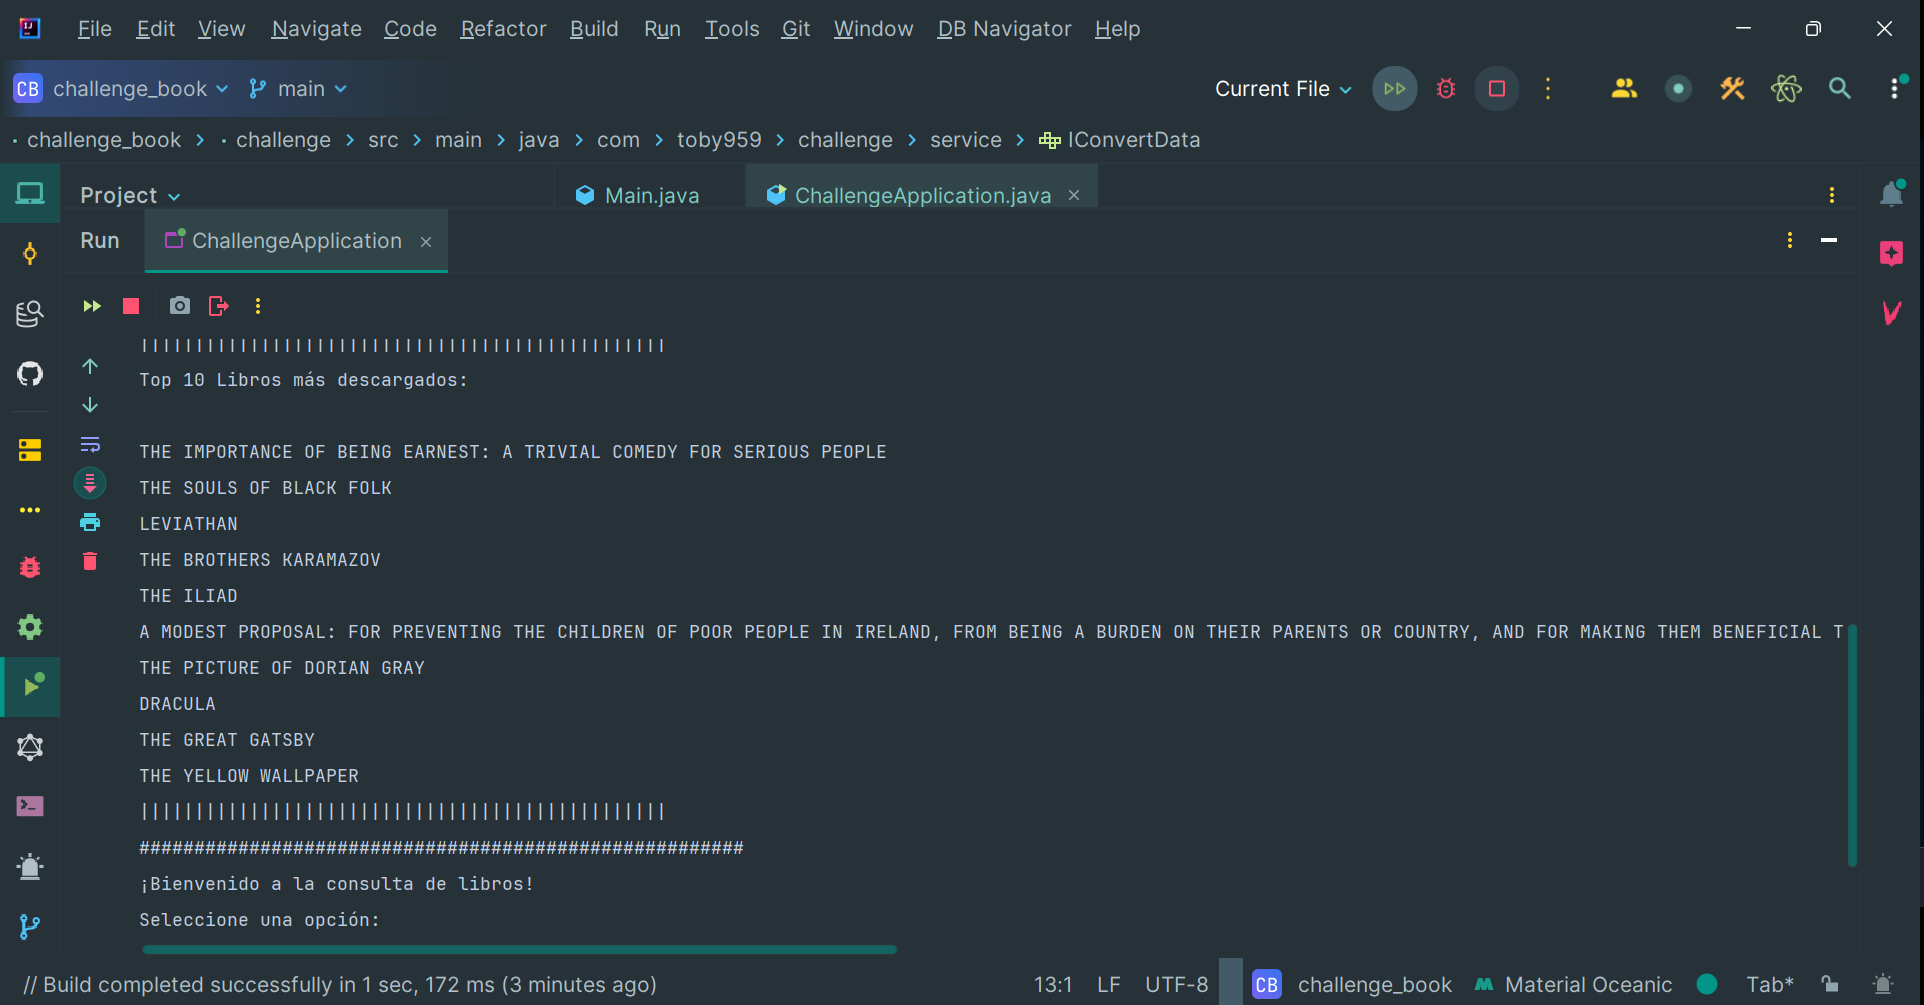 File Edit View Navigate Code Refactor Build Run Tools Git Window DB Navigator Help
CB challenge_book main Current File
challenge_book challenge src main java com toby959 challenge service IConvertData
Project Main.java ChallengeApplication.java
Run ChallengeApplication
||||||||||||||||||||||||||||||||||||||||||||||||
Top 10 Libros más descargados:
THE IMPORTANCE OF BEING EARNEST: A TRIVIAL COMEDY FOR SERIOUS PEOPLE
THE SOULS OF BLACK FOLK
LEVIATHAN
THE BROTHERS KARAMAZOV
THE ILIAD
A MODEST PROPOSAL: FOR PREVENTING THE CHILDREN OF POOR PEOPLE IN IRELAND, FROM BEING A BURDEN ON THEIR PARENTS OR COUNTRY, AND FOR MAKING THEM BENEFICIAL T
THE PICTURE OF DORIAN GRAY
DRACULA
THE GREAT GATSBY
THE YELLOW WALLPAPER
||||||||||||||||||||||||||||||||||||||||||||||||
#######################################################
¡Bienvenido a la consulta de libros!
Seleccione una opción:
// Build completed successfully in 1 sec, 172 ms (3 minutes ago) 13:1 LF UTF-8 CB challenge_book Material Oceanic Tab*